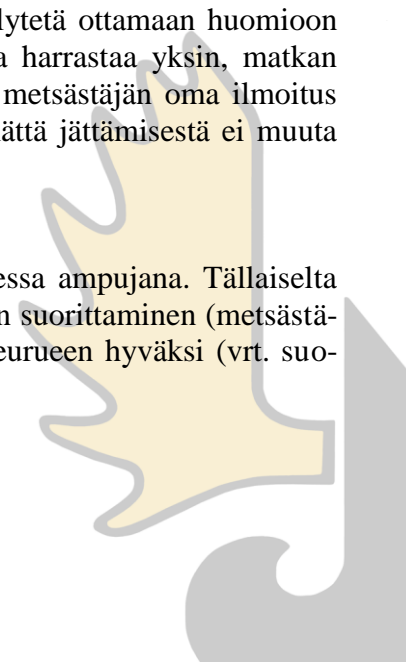 lytetä ottamaan huomioon
harrastaa yksin, matkan
metsästäjän oma ilmoitus
jättämisestä ei muuta
essa ampujana. Tällaiselta
n suorittaminen (metsästä-
eurueen hyväksi (vrt. suo-